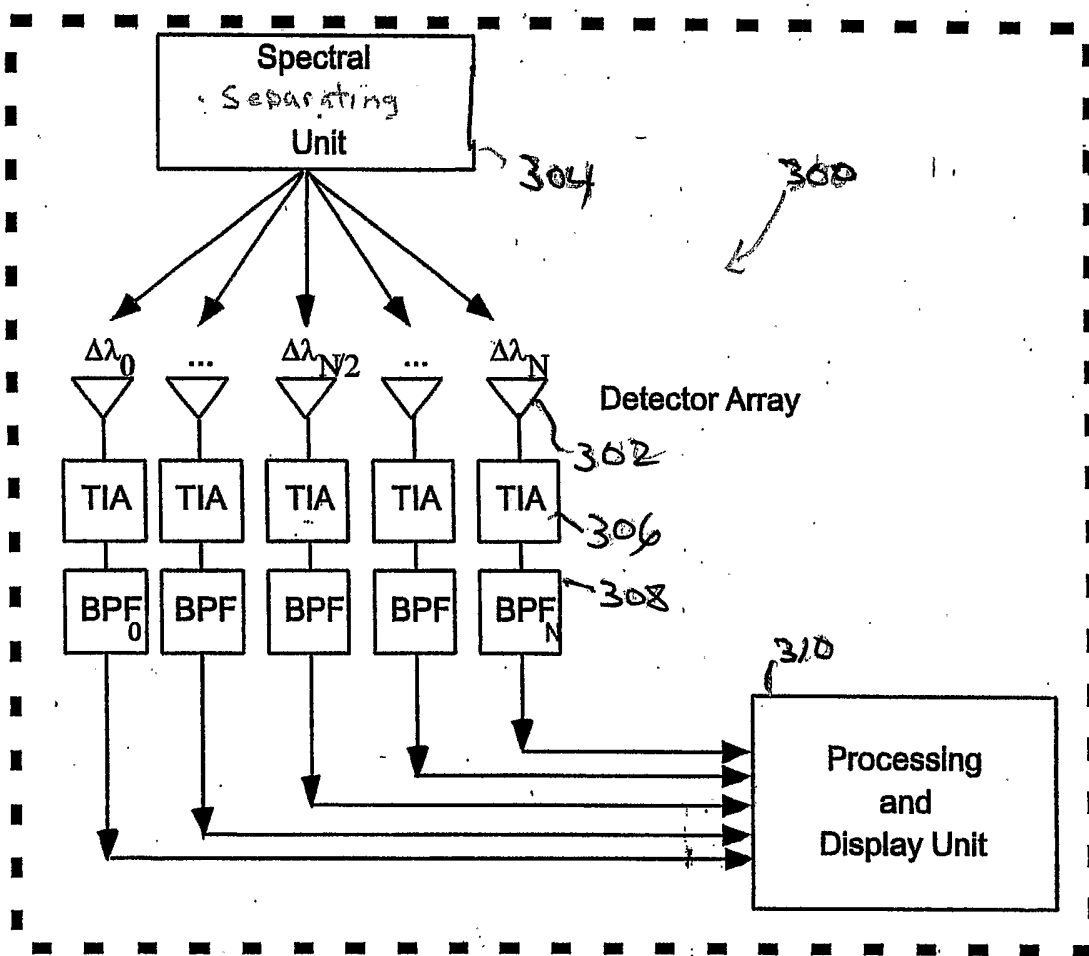 Spectral
Separating
Unit
304
300
Δλ0 ... ΔλN/2 ... ΔλN
Detector Array
302
TIA TIA TIA TIA TIA
...
306
BPF0 BPF BPF BPF BPFN
308
310
Processing
and
Display Unit